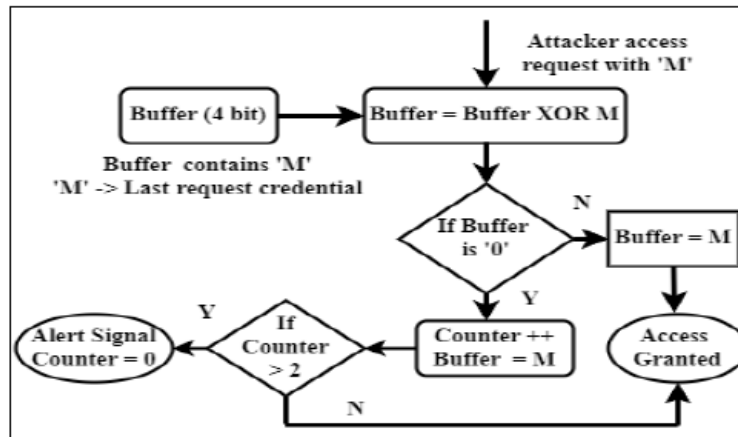 Attacker access
request with 'M'
Buffer (4 bit)
Buffer = Buffer XOR M
Buffer contains 'M'
'M' -> Last request credential
If Buffer
is '0'
N
Buffer = M
Y
Counter ++
Buffer = M
If
Counter
> 2
Y
Alert Signal
Counter = 0
N
Access
Granted